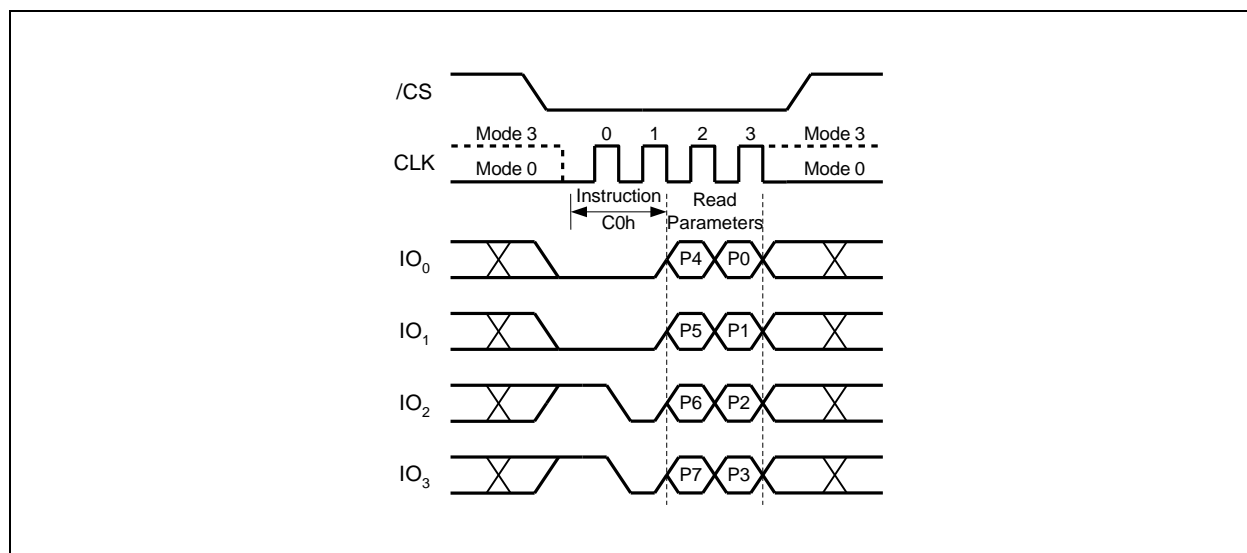 /CS
Mode 3 0 1 2 3 Mode 3
CLK Mode 0 Mode 0
Instruction Read
C0h Parameters
IO0 P4 P0
IO1 P5 P1
IO2 P6 P2
IO3 P7 P3